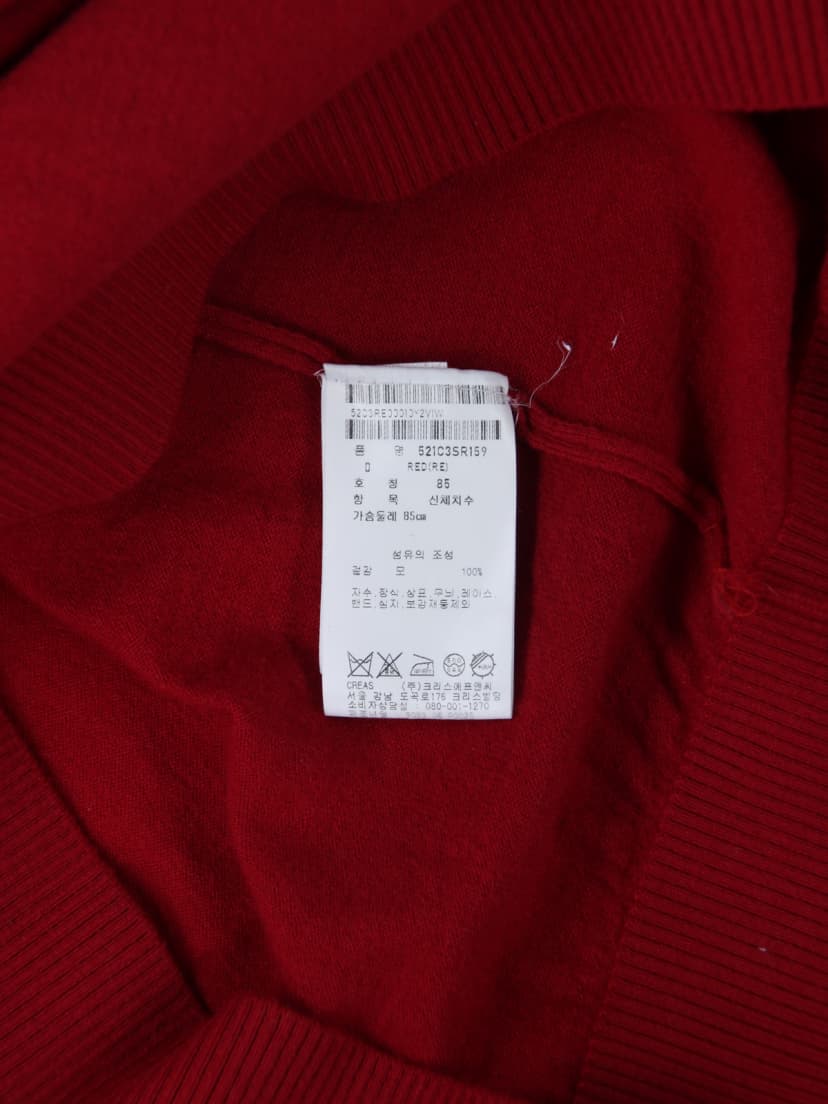 품 명 521C3SR159
RED(RE)
호 칭 85
항 목 신체치수
가슴둘레 85cm
섬유의 조성
겉감 모 100%
자수,장식,상표,무늬,레이스,
밴드,심지,보강재등제외
CREAS (주)크리스에프앤씨
서울 강남 도곡로176 크리스빌딩
소비자상담실 : 080-001-1270